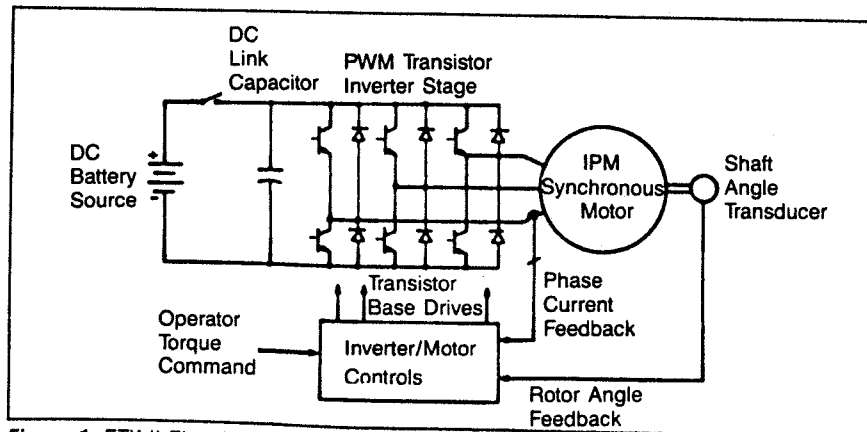 DC
Link
Capacitor
PWM Transistor
Inverter Stage
DC
Battery
Source
+
-
IPM
Synchronous
Motor
Shaft
Angle
Transducer
Transistor
Base Drives
Phase
Current
Feedback
Operator
Torque
Command
Inverter/Motor
Controls
Rotor Angle
Feedback